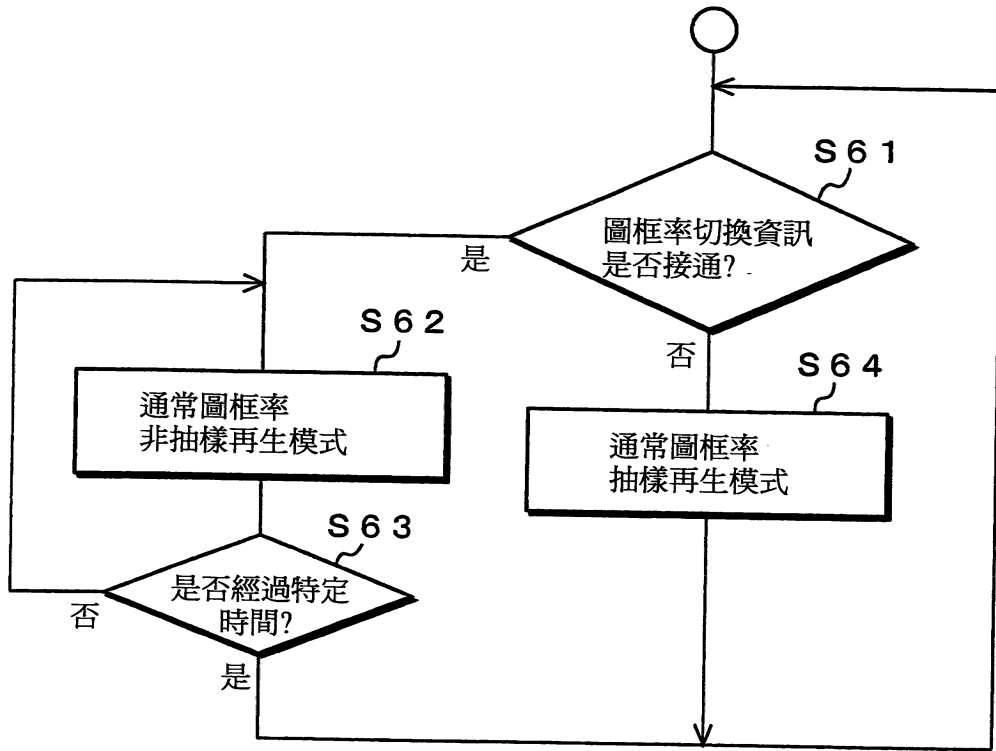 S61
圖框率切換資訊
是否接通?
是
否
S62
通常圖框率
非抽樣再生模式
S64
通常圖框率
抽樣再生模式
S63
是否經過特定
時間?
否
是